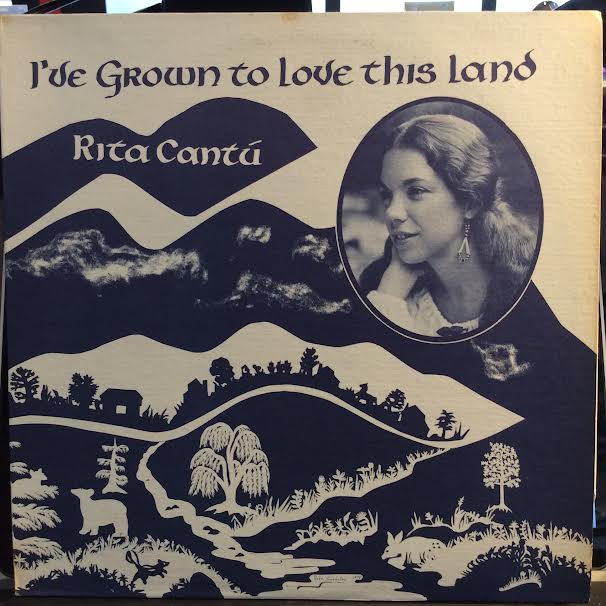 I've Grown to Love this Land
Rita Cantú